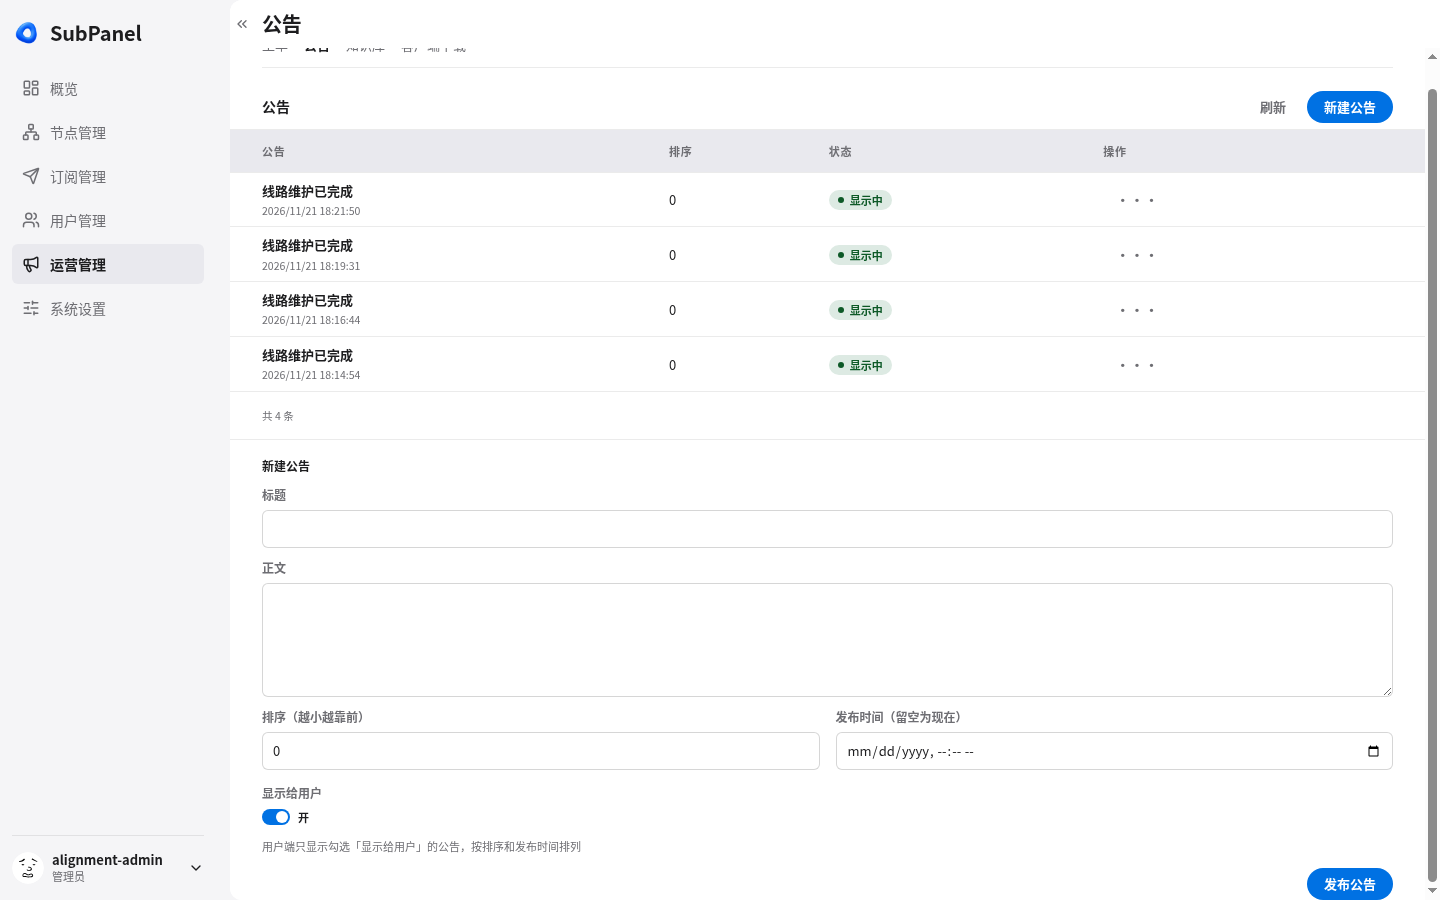 SubPanel
概览
节点管理
订阅管理
用户管理
运营管理
系统设置
alignment-admin
管理员
公告
公告
刷新
新建公告
公告 排序 状态 操作
线路维护已完成
2026/11/21 18:21:50
0 显示中
线路维护已完成
2026/11/21 18:19:31
0 显示中
线路维护已完成
2026/11/21 18:16:44
0 显示中
线路维护已完成
2026/11/21 18:14:54
0 显示中
共 4 条
新建公告
标题
正文
排序（越小越靠前）
0
发布时间（留空为现在）
mm/dd/yyyy, --:-- --
显示给用户
开
用户端只显示勾选「显示给用户」的公告，按排序和发布时间排列
发布公告